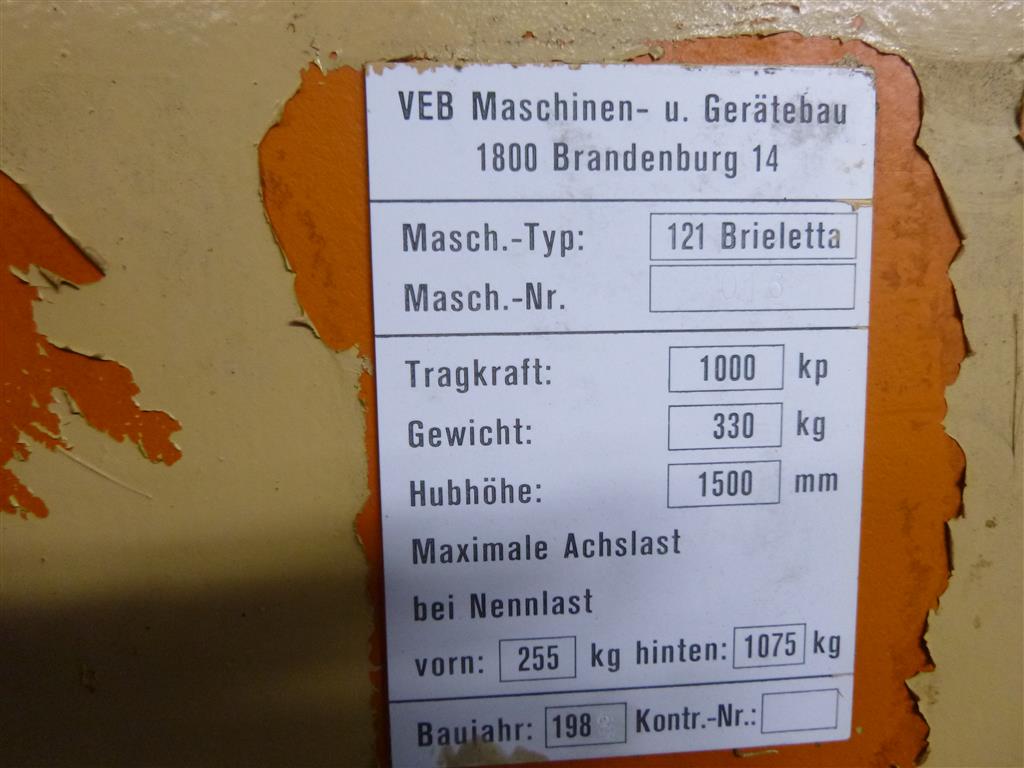 VEB Maschinen- u. Gerätebau
1800 Brandenburg 14
Masch.-Typ: 121 Brieletta
Masch.-Nr.
Tragkraft: 1000 kp
Gewicht: 330 kg
Hubhöhe: 1500 mm
Maximale Achslast
bei Nennlast
vorn: 255 kg hinten: 1075 kg
Baujahr: 198 Kontr.-Nr.: